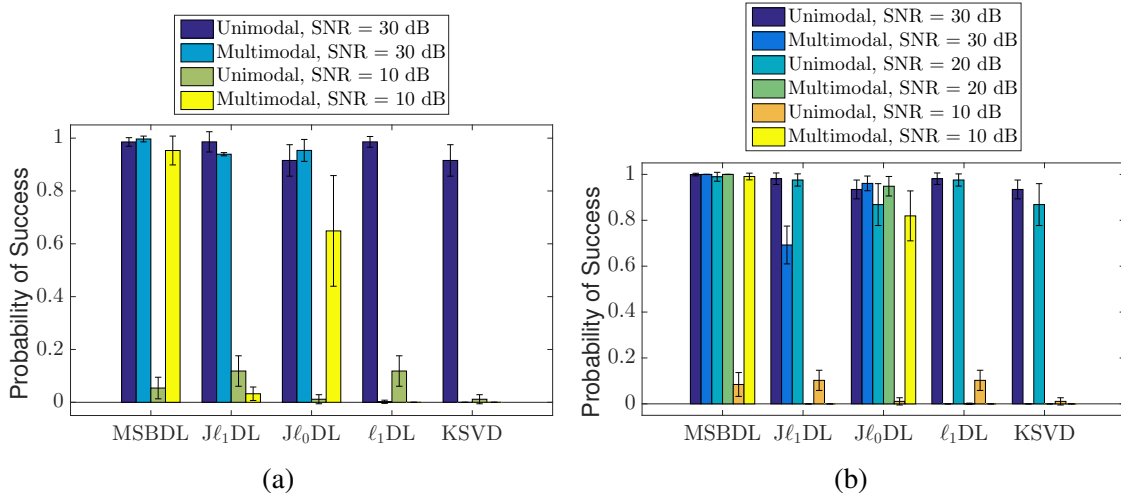 Unimodal, SNR = 30 dB
Multimodal, SNR = 30 dB
Unimodal, SNR = 10 dB
Multimodal, SNR = 10 dB
Probability of Success
1
0.8
0.6
0.4
0.2
0
MSBDL Jℓ₁DL Jℓ₀DL ℓ₁DL KSVD
(a)
Unimodal, SNR = 30 dB
Multimodal, SNR = 30 dB
Unimodal, SNR = 20 dB
Multimodal, SNR = 20 dB
Unimodal, SNR = 10 dB
Multimodal, SNR = 10 dB
Probability of Success
1
0.8
0.6
0.4
0.2
0
MSBDL Jℓ₁DL Jℓ₀DL ℓ₁DL KSVD
(b)